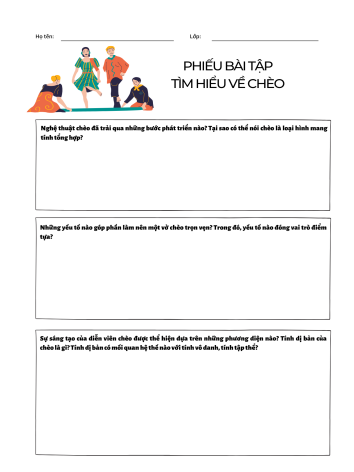 Họ tên: Lớp:
PHIẾU BÀI TẬP
TÌM HIỂU VỀ CHÈO
Nghệ thuật chèo đã trải qua những bước phát triển nào? Tại sao có thể nói chèo là loại hình mang
tính tổng hợp?
Những yếu tố nào góp phần làm nên một vở chèo trọn vẹn? Trong đó, yếu tố nào đóng vai trò điểm
tựa?
Sự sáng tạo của diễn viên chèo được thể hiện dựa trên những phương diện nào? Tính dị bản của
chèo là gì? Tính dị bản có mối quan hệ thế nào với tính vô danh, tính tập thể?